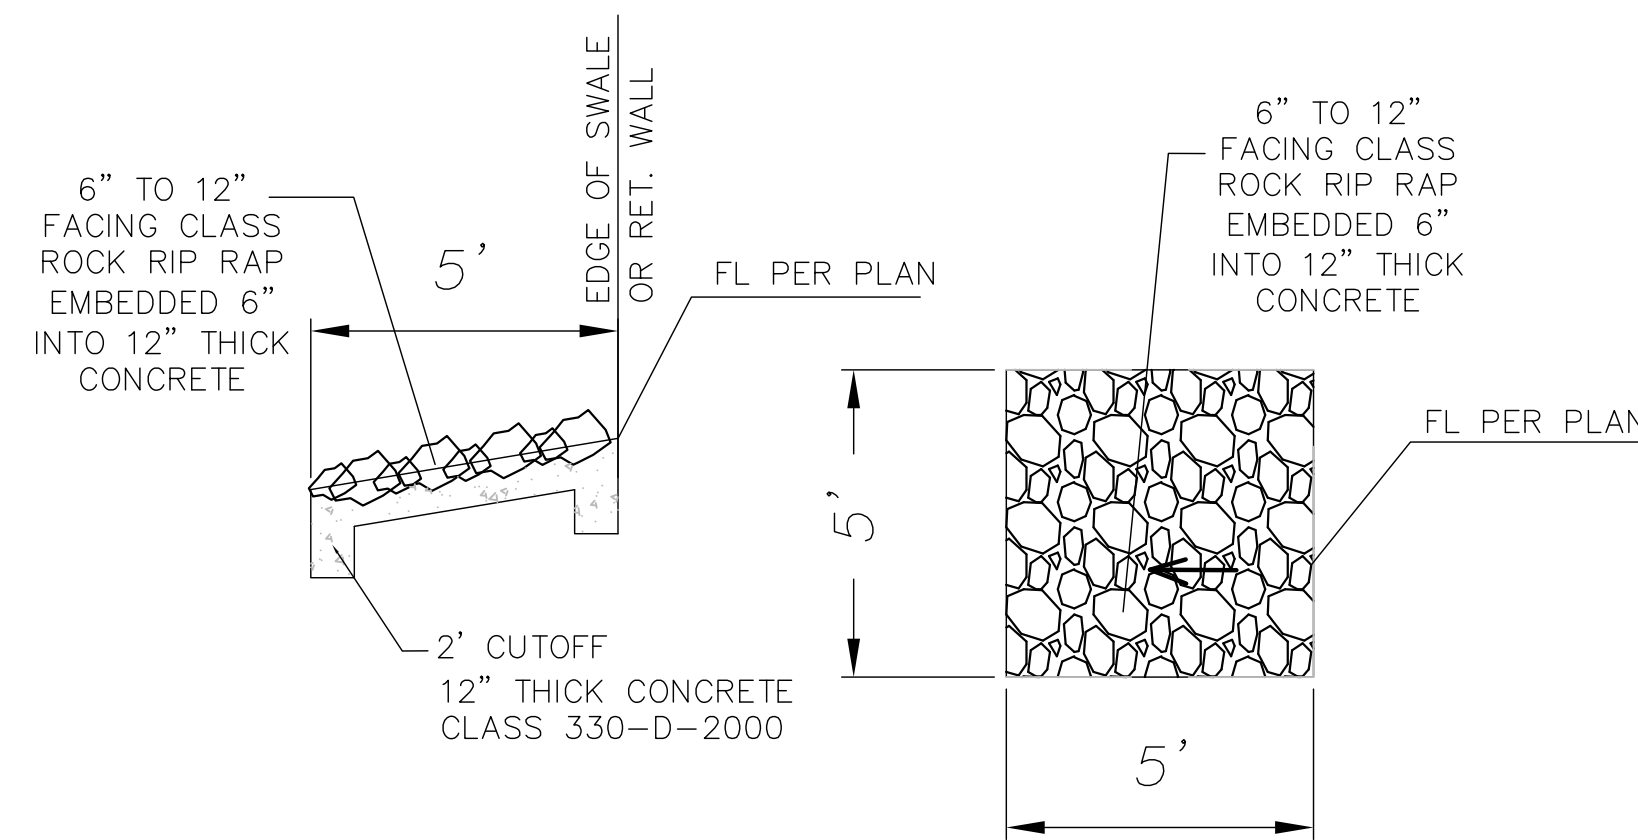 6” TO 12”
FACING CLASS
ROCK RIP RAP
EMBEDDED 6”
INTO 12” THICK
CONCRETE
5’
EDGE OF SWALE
OR RET. WALL
FL PER PLAN
2’ CUTOFF
12” THICK CONCRETE
CLASS 330-D-2000
6” TO 12”
FACING CLASS
ROCK RIP RAP
EMBEDDED 6”
INTO 12” THICK
CONCRETE
5’
FL PER PLAN
5’